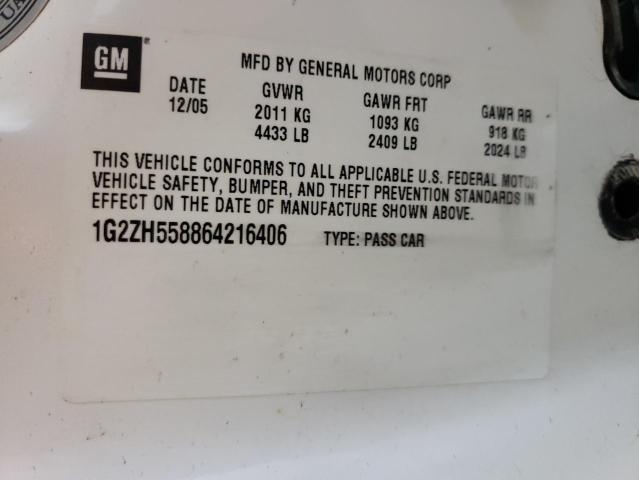 UA
GM
MFD BY GENERAL MOTORS CORP
DATE GVWR GAWR FRT GAWR RR
12/05 2011 KG 1093 KG 918 KG
4433 LB 2409 LB 2024 LB
THIS VEHICLE CONFORMS TO ALL APPLICABLE U.S. FEDERAL MOTOR
VEHICLE SAFETY, BUMPER, AND THEFT PREVENTION STANDARDS IN
EFFECT ON THE DATE OF MANUFACTURE SHOWN ABOVE.
1G2ZH558864216406 TYPE: PASS CAR